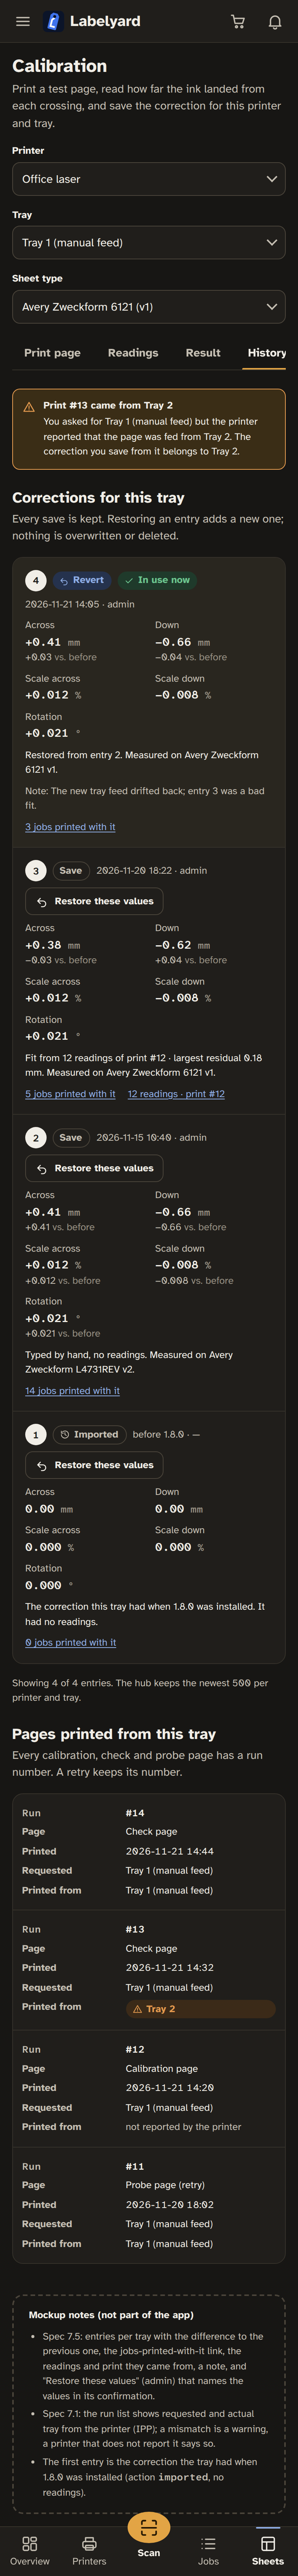 Labelyard
Calibration
Print a test page, read how far the ink landed from
each crossing, and save the correction for this printer
and tray.
Printer
Office laser
Tray
Tray 1 (manual feed)
Sheet type
Avery Zweckform 6121 (v1)
Print page Readings Result History
Print #13 came from Tray 2
You asked for Tray 1 (manual feed) but the printer
reported that the page was fed from Tray 2. The
correction you save from it belongs to Tray 2.
Corrections for this tray
Every save is kept. Restoring an entry adds a new one;
nothing is overwritten or deleted.
4 Revert In use now
2026-11-21 14:05 · admin
Across Down
+0.41 mm −0.66 mm
+0.03 vs. before −0.04 vs. before
Scale across Scale down
+0.012 % −0.008 %
Rotation
+0.021 °
Restored from entry 2. Measured on Avery Zweckform
6121 v1.
Note: The new tray feed drifted back; entry 3 was a bad
fit.
3 jobs printed with it
3 Save 2026-11-20 18:22 · admin
Restore these values
Across Down
+0.38 mm −0.62 mm
−0.03 vs. before +0.04 vs. before
Scale across Scale down
+0.012 % −0.008 %
Rotation
+0.021 °
Fit from 12 readings of print #12 · largest residual 0.18
mm. Measured on Avery Zweckform 6121 v1.
5 jobs printed with it 12 readings · print #12
2 Save 2026-11-15 10:40 · admin
Restore these values
Across Down
+0.41 mm −0.66 mm
+0.41 vs. before −0.66 vs. before
Scale across Scale down
+0.012 % −0.008 %
+0.012 vs. before −0.008 vs. before
Rotation
+0.021 °
+0.021 vs. before
Typed by hand, no readings. Measured on Avery
Zweckform L4731REV v2.
14 jobs printed with it
1 Imported before 1.8.0 · —
Restore these values
Across Down
0.00 mm 0.00 mm
Scale across Scale down
0.000 % 0.000 %
Rotation
0.000 °
The correction this tray had when 1.8.0 was installed. It
had no readings.
0 jobs printed with it
Showing 4 of 4 entries. The hub keeps the newest 500 per
printer and tray.
Pages printed from this tray
Every calibration, check and probe page has a run
number. A retry keeps its number.
Run #14
Page Check page
Printed 2026-11-21 14:44
Requested Tray 1 (manual feed)
Printed from Tray 1 (manual feed)
Run #13
Page Check page
Printed 2026-11-21 14:32
Requested Tray 1 (manual feed)
Printed from Tray 2
Run #12
Page Calibration page
Printed 2026-11-21 14:20
Requested Tray 1 (manual feed)
Printed from not reported by the printer
Run #11
Page Probe page (retry)
Printed 2026-11-20 18:02
Requested Tray 1 (manual feed)
Printed from Tray 1 (manual feed)
Mockup notes (not part of the app)
• Spec 7.5: entries per tray with the difference to the
previous one, the jobs-printed-with-it link, the
readings and print they came from, a note, and
"Restore these values" (admin) that names the
values in its confirmation.
• Spec 7.1: the run list shows requested and actual
tray from the printer (IPP); a mismatch is a warning,
a printer that does not report it says so.
• The first entry is the correction the tray had when
1.8.0 was installed (action imported, no
readings).
Overview Printers Scan Jobs Sheets